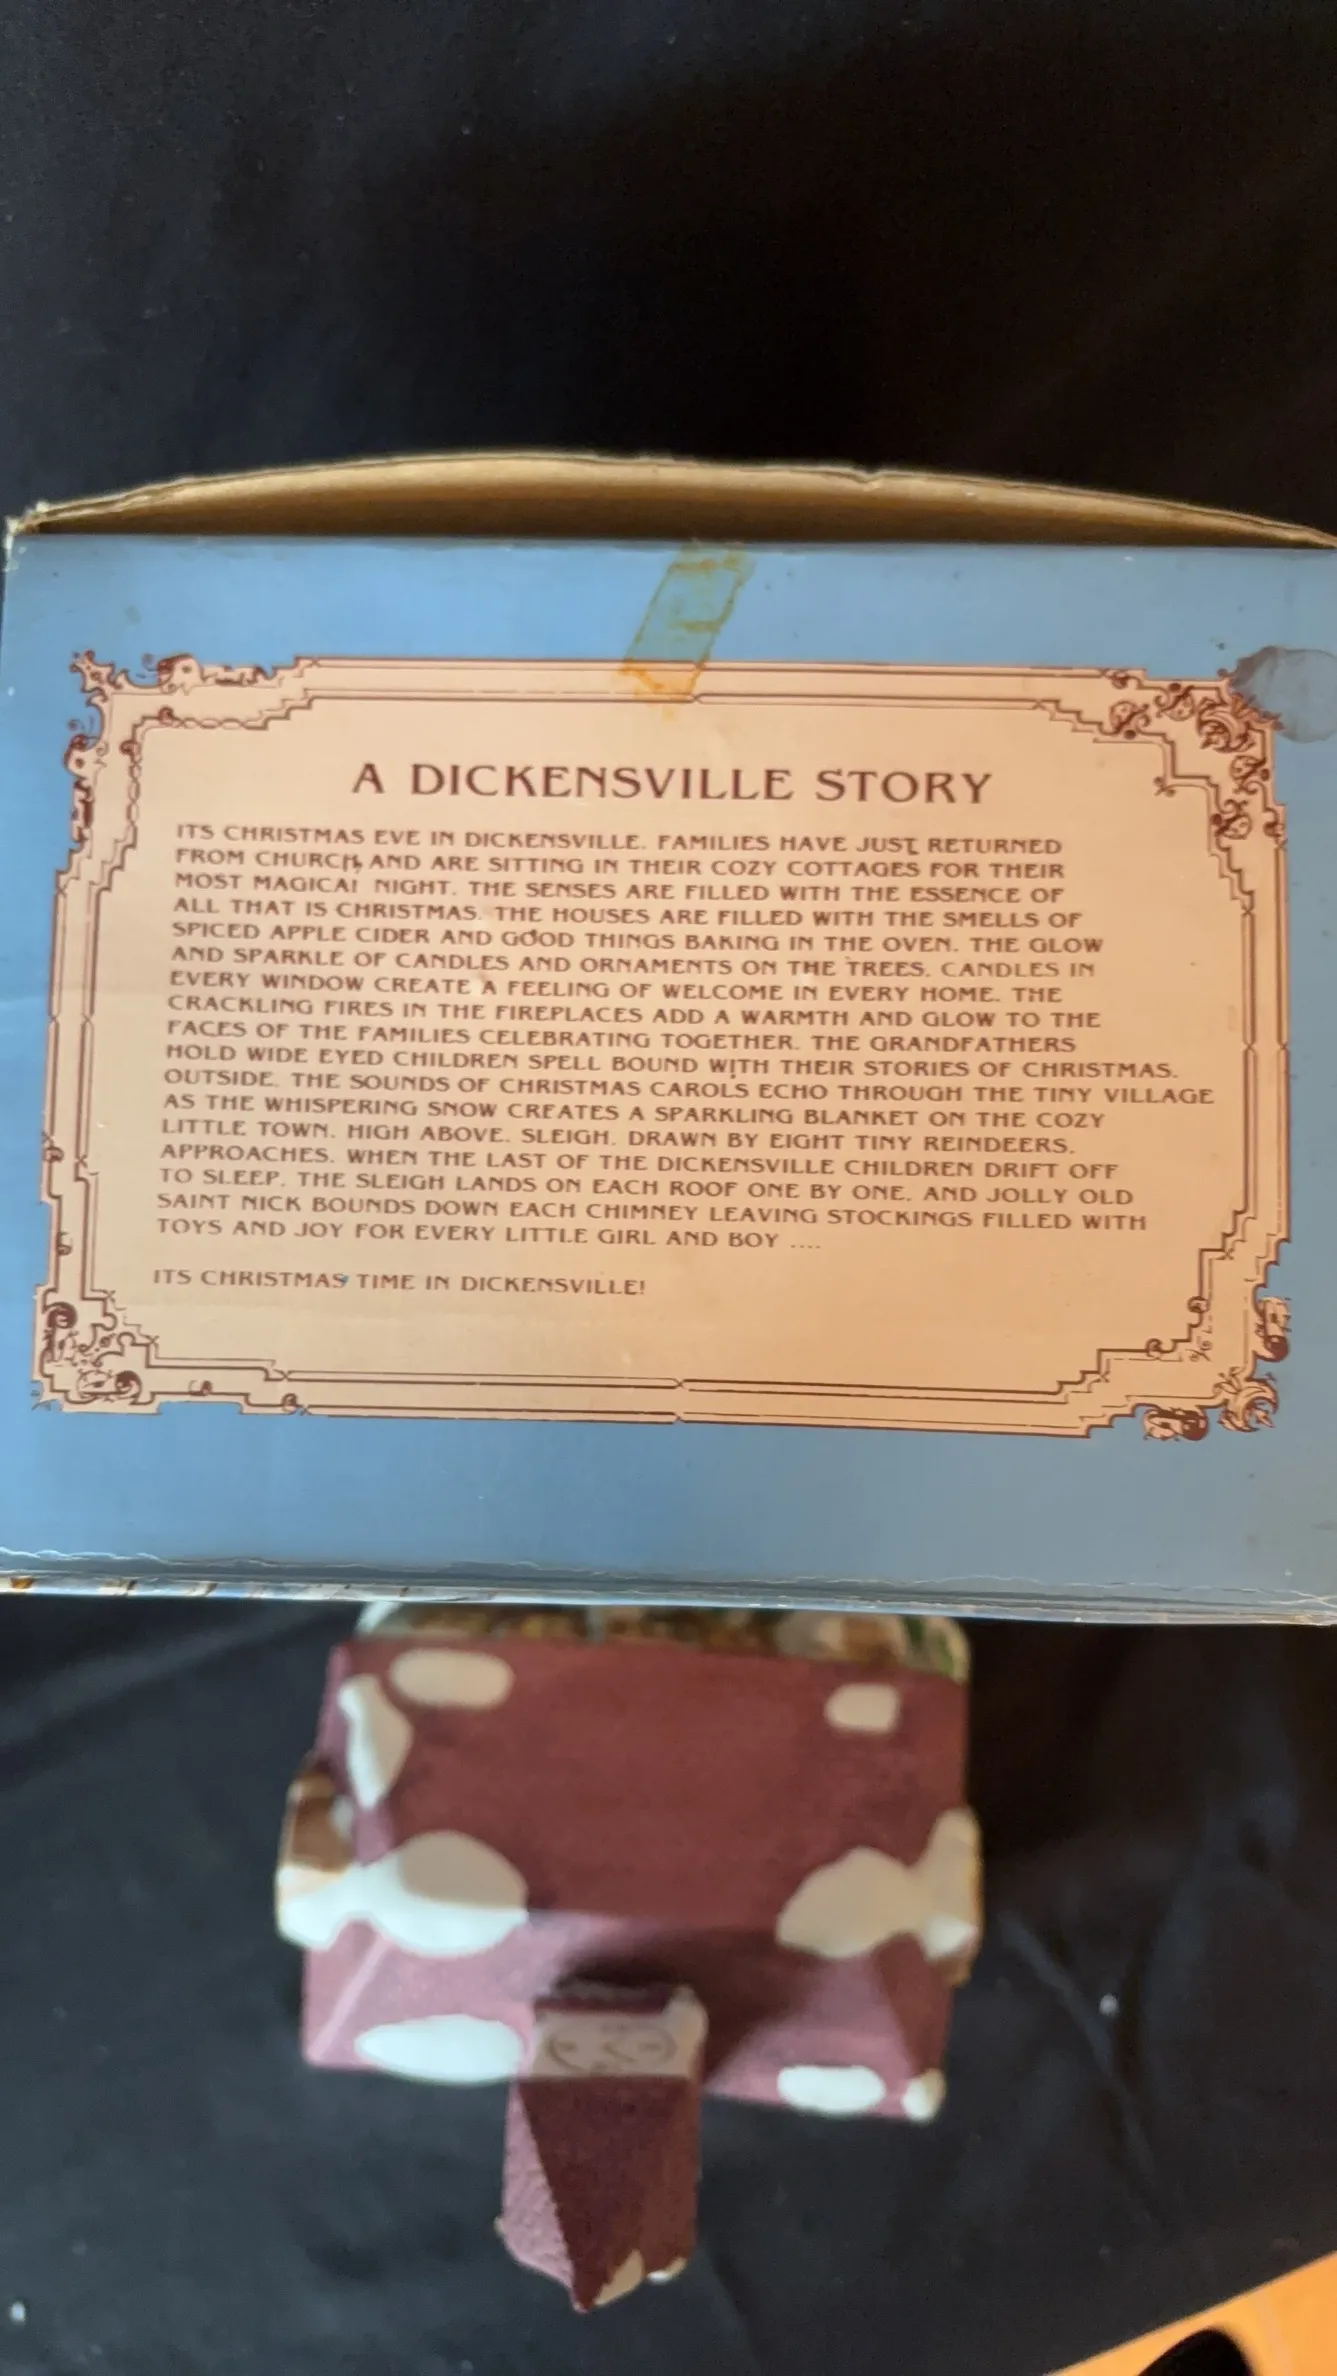 A DICKENSVILLE STORY
ITS CHRISTMAS EVE IN DICKENSVILLE. FAMILIES HAVE JUST RETURNED
FROM CHURCH, AND ARE SITTING IN THEIR COZY COTTAGES FOR THEIR
MOST MAGICAL NIGHT. THE SENSES ARE FILLED WITH THE ESSENCE OF
ALL THAT IS CHRISTMAS. THE HOUSES ARE FILLED WITH THE SMELLS OF
SPICED APPLE CIDER AND GOOD THINGS BAKING IN THE OVEN. THE GLOW
AND SPARKLE OF CANDLES AND ORNAMENTS ON THE TREES. CANDLES IN
EVERY WINDOW CREATE A FEELING OF WELCOME IN EVERY HOME. THE
CRACKLING FIRES IN THE FIREPLACES ADD A WARMTH AND GLOW TO THE
FACES OF THE FAMILIES CELEBRATING TOGETHER. THE GRANDFATHERS
HOLD WIDE EYED CHILDREN SPELL BOUND WITH THEIR STORIES OF CHRISTMAS.
OUTSIDE, THE SOUNDS OF CHRISTMAS CAROLS ECHO THROUGH THE TINY VILLAGE
AS THE WHISPERING SNOW CREATES A SPARKLING BLANKET ON THE COZY
LITTLE TOWN. HIGH ABOVE, SLEIGH, DRAWN BY EIGHT TINY REINDEERS,
APPROACHES. WHEN THE LAST OF THE DICKENSVILLE CHILDREN DRIFT OFF
TO SLEEP, THE SLEIGH LANDS ON EACH ROOF ONE BY ONE, AND JOLLY OLD
SAINT NICK BOUNDS DOWN EACH CHIMNEY LEAVING STOCKINGS FILLED WITH
TOYS AND JOY FOR EVERY LITTLE GIRL AND BOY ....
ITS CHRISTMAS TIME IN DICKENSVILLE!